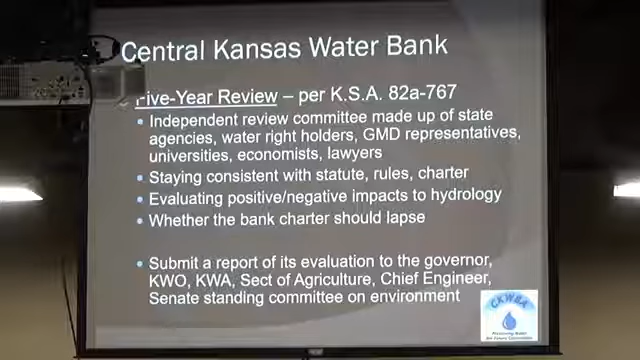 Central Kansas Water Bank
Five-Year Review – per K.S.A. 82a-767
• Independent review committee made up of state
agencies, water right holders, GMD representatives,
universities, economists, lawyers
• Staying consistent with statute, rules, charter
• Evaluating positive/negative impacts to hydrology
• Whether the bank charter should lapse
• Submit a report of its evaluation to the governor,
KWO, KWA, Sect of Agriculture, Chief Engineer,
Senate standing committee on environment
CKWBA